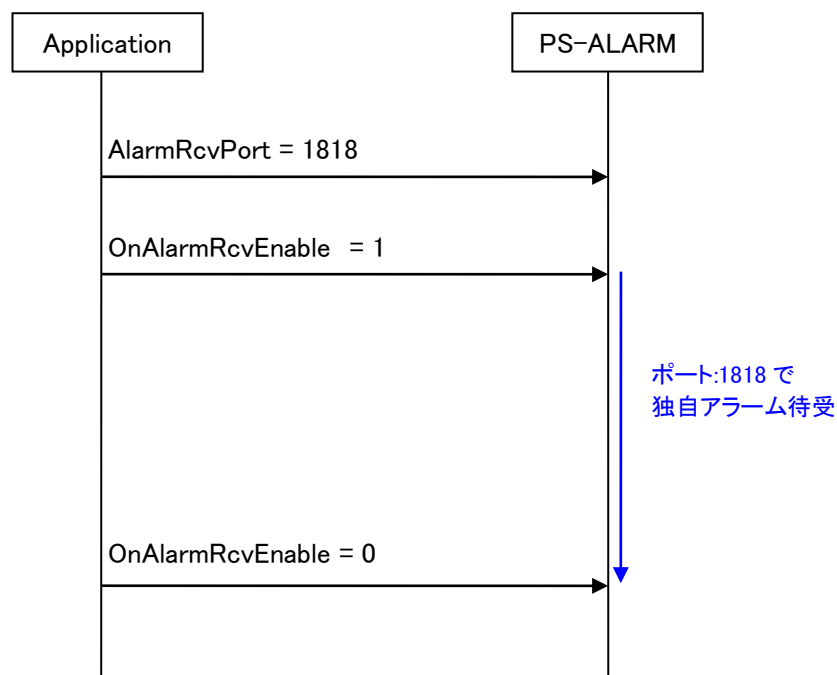 Application
PS-ALARM
AlarmRcvPort = 1818
OnAlarmRcvEnable = 1
ポート:1818 で
独自アラーム待受
OnAlarmRcvEnable = 0